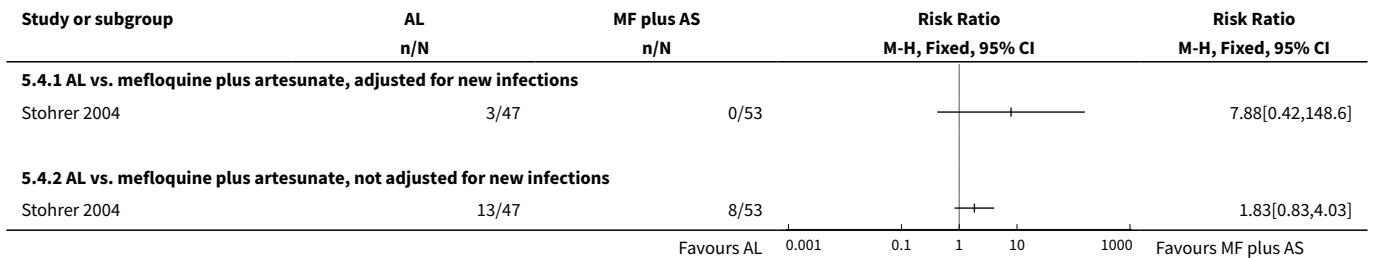 Study or subgroup AL MF plus AS Risk Ratio Risk Ratio
n/N n/N M-H, Fixed, 95% CI M-H, Fixed, 95% CI
5.4.1 AL vs. mefloquine plus artesunate, adjusted for new infections
Stohrer 2004 3/47 0/53 7.88[0.42,148.6]
5.4.2 AL vs. mefloquine plus artesunate, not adjusted for new infections
Stohrer 2004 13/47 8/53 1.83[0.83,4.03]
Favours AL 0.001 0.1 1 10 1000 Favours MF plus AS